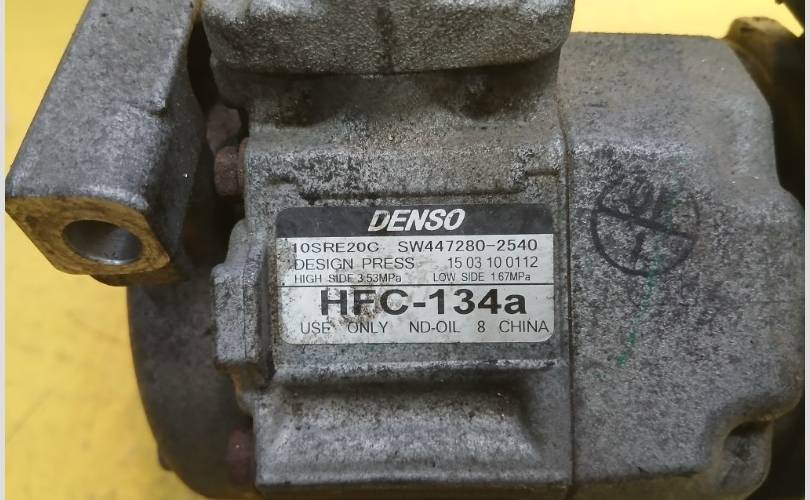 DENSO
10SRE20C SW447280-2540
DESIGN PRESS 15 03 10 0112
HIGH SIDE 3.53MPa LOW SIDE 1.67MPa
HFC-134a
USE ONLY ND-OIL 8 CHINA